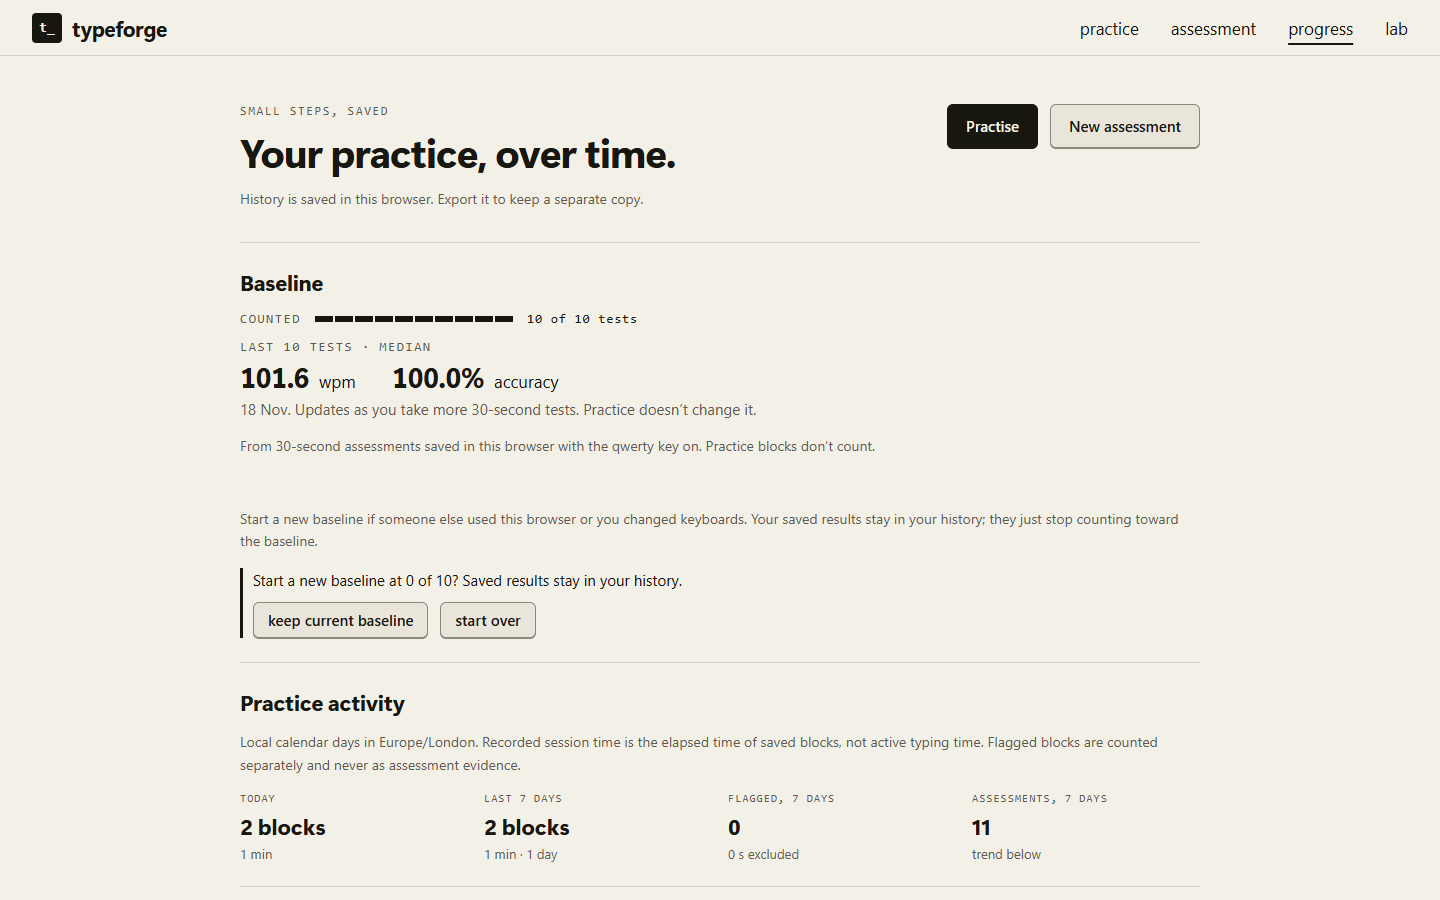 t_ typeforge
practice assessment progress lab
SMALL STEPS, SAVED
Your practice, over time.
Practise New assessment
History is saved in this browser. Export it to keep a separate copy.
Baseline
COUNTED 10 of 10 tests
LAST 10 TESTS · MEDIAN
101.6 wpm 100.0% accuracy
18 Nov. Updates as you take more 30-second tests. Practice doesn’t change it.
From 30-second assessments saved in this browser with the qwerty key on. Practice blocks don’t count.
Start a new baseline if someone else used this browser or you changed keyboards. Your saved results stay in your history; they just stop counting toward
the baseline.
Start a new baseline at 0 of 10? Saved results stay in your history.
keep current baseline start over
Practice activity
Local calendar days in Europe/London. Recorded session time is the elapsed time of saved blocks, not active typing time. Flagged blocks are counted
separately and never as assessment evidence.
TODAY LAST 7 DAYS FLAGGED, 7 DAYS ASSESSMENTS, 7 DAYS
2 blocks 2 blocks 0 11
1 min 1 min · 1 day 0 s excluded trend below